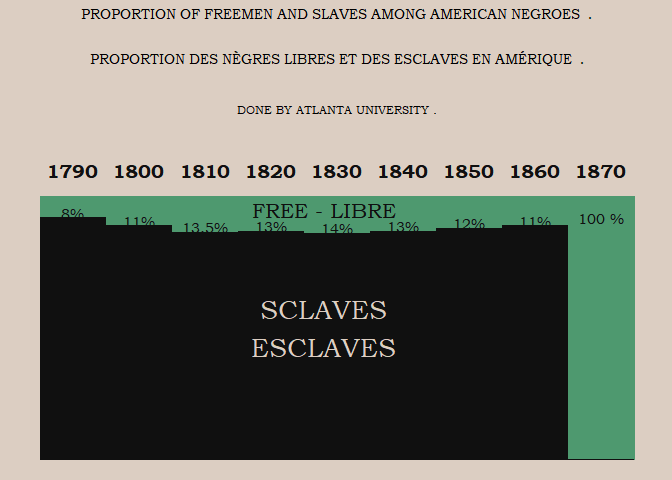 PROPORTION OF FREEMEN AND SLAVES AMONG AMERICAN NEGROES .
PROPORTION DES NÈGRES LIBRES ET DES ESCLAVES EN AMÉRIQUE .
DONE BY ATLANTA UNIVERSITY .
1790 1800 1810 1820 1830 1840 1850 1860 1870
FREE - LIBRE
8% 11% 13.5% 13% 14% 13% 12% 11% 100 %
SCLAVES
ESCLAVES